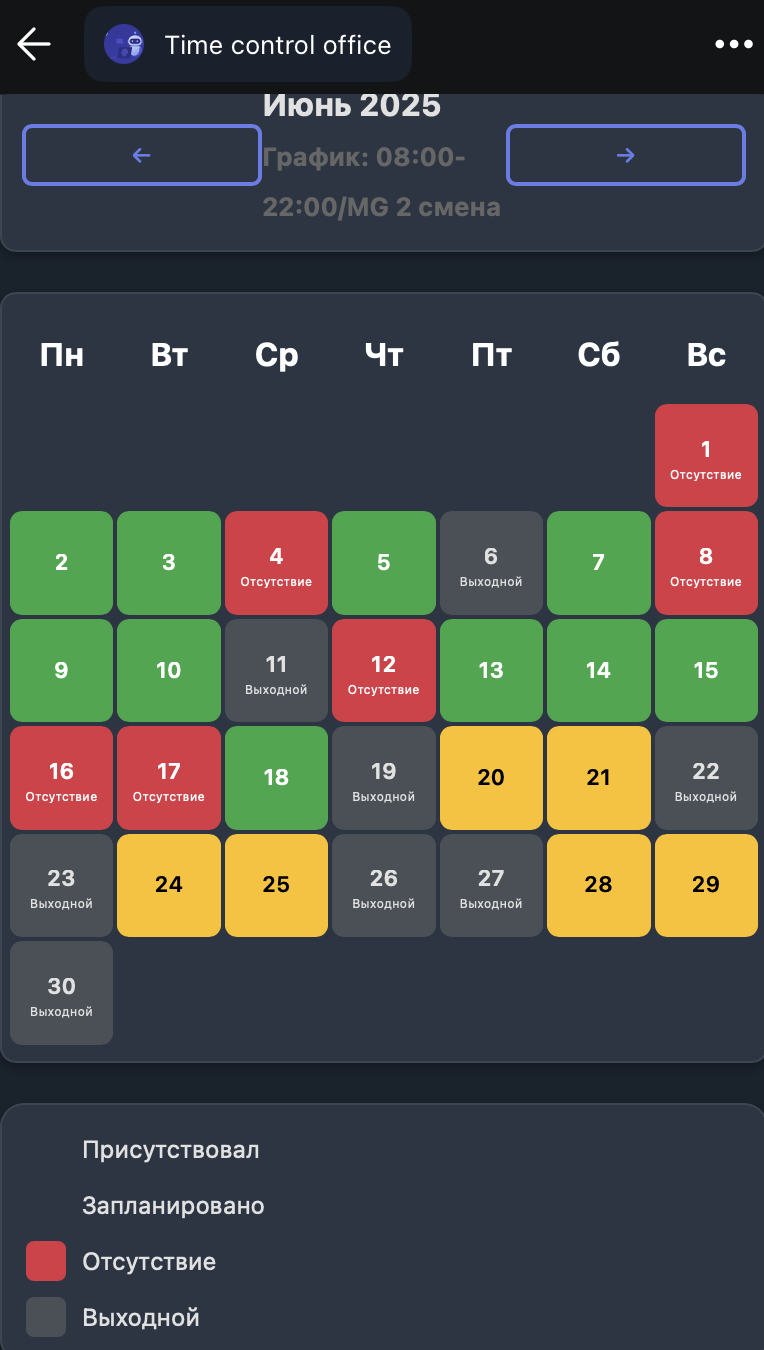 Time control office
Июнь 2025
←
График: 08:00-
→
22:00/MG 2 смена
Пн Вт Ср Чт Пт Сб Вс
1
Отсутствие
2 3 4 5 6 7 8
Отсутствие Выходной Отсутствие
9 10 11 12 13 14 15
Выходной Отсутствие
16 17 18 19 20 21 22
Отсутствие Отсутствие Выходной Выходной
23 24 25 26 27 28 29
Выходной Выходной Выходной
30
Выходной
Присутствовал
Запланировано
Отсутствие
Выходной